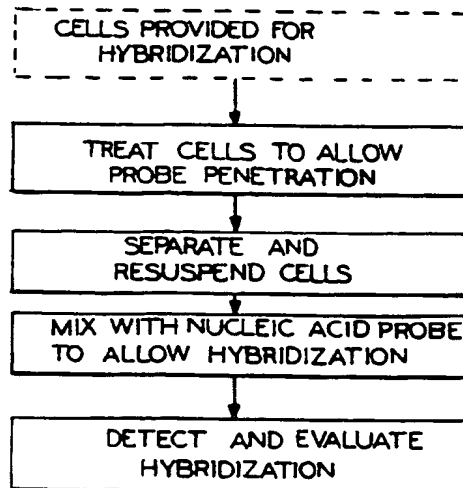 CELLS PROVIDED FOR
HYBRIDIZATION
TREAT CELLS TO ALLOW
PROBE PENETRATION
SEPARATE AND
RESUSPEND CELLS
MIX WITH NUCLEIC ACID PROBE
TO ALLOW HYBRIDIZATION
DETECT AND EVALUATE
HYBRIDIZATION